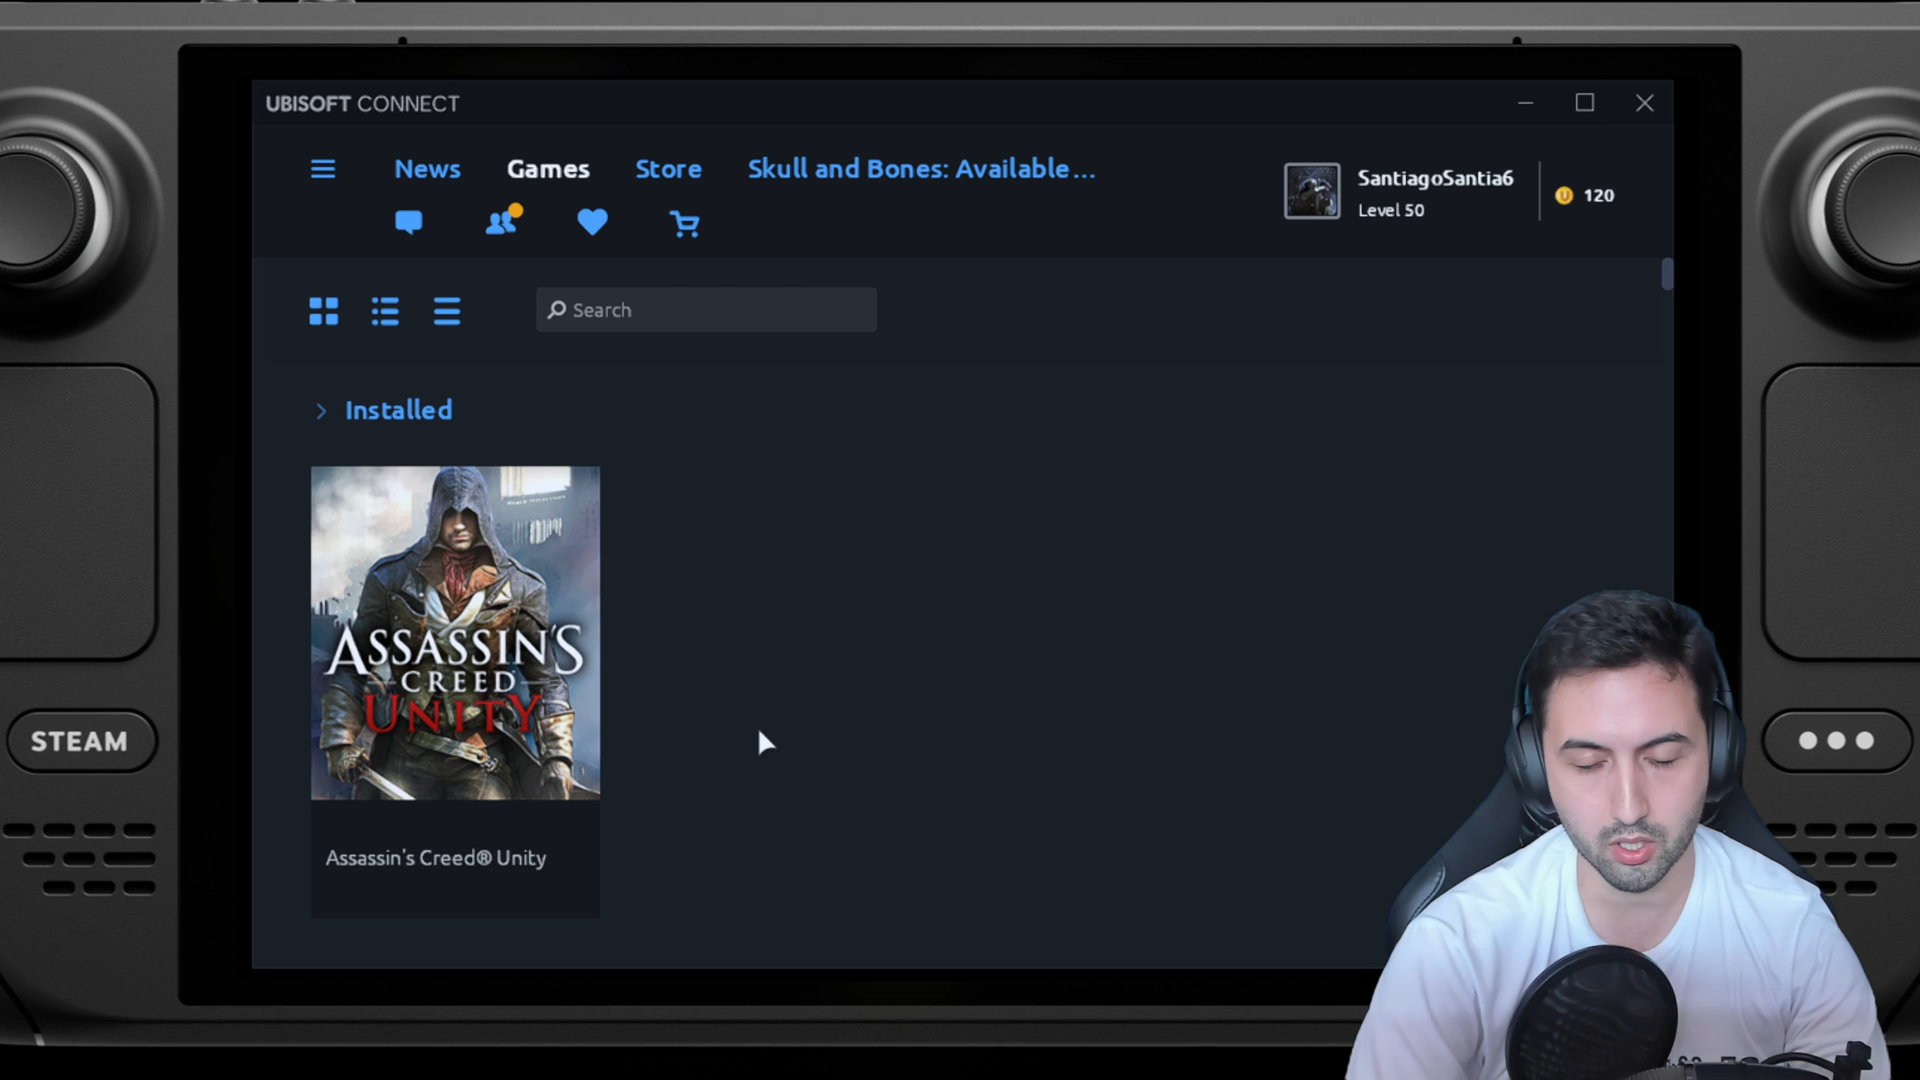 UBISOFT CONNECT
News Games Store Skull and Bones: Available...
SantiagoSantia6
Level 50
120
Search
Installed
ASSASSIN'S
CREED
UNITY
Assassin's Creed® Unity
STEAM